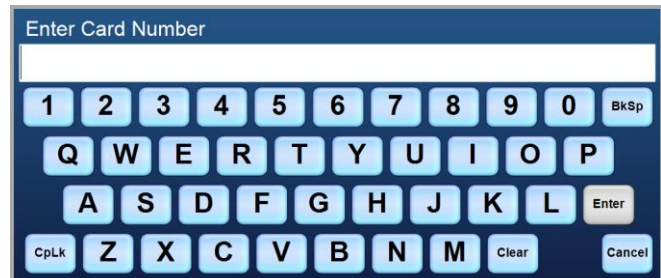 Enter Card Number
1 2 3 4 5 6 7 8 9 0 BkSp
Q W E R T Y U I O P
A S D F G H J K L Enter
CpLk Z X C V B N M Clear Cancel